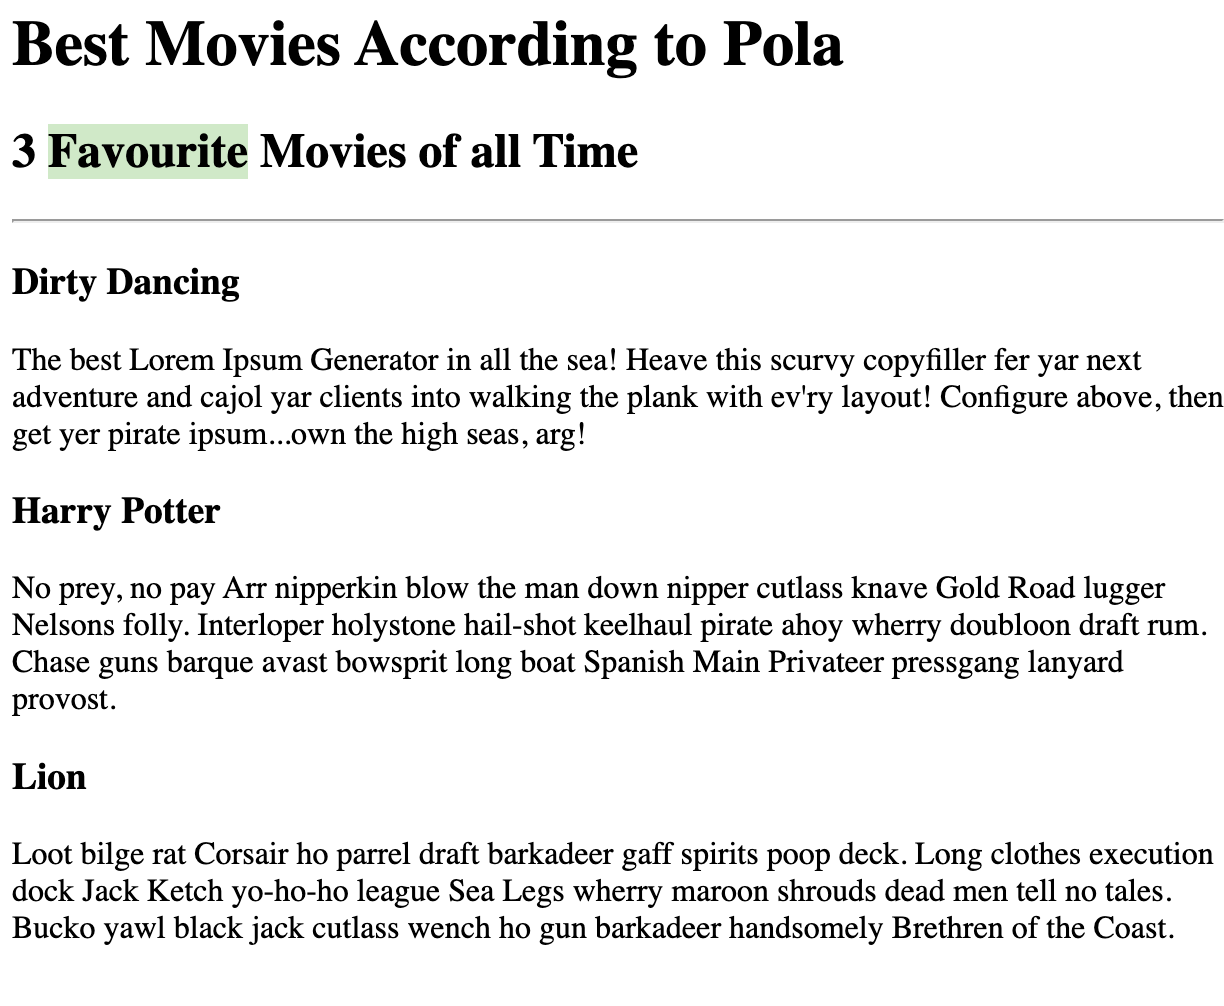 Best Movies According to Pola
3 Favourite Movies of all Time
Dirty Dancing
The best Lorem Ipsum Generator in all the sea! Heave this scurvy copyfiller fer yar next
adventure and cajol yar clients into walking the plank with ev'ry layout! Configure above, then
get yer pirate ipsum...own the high seas, arg!
Harry Potter
No prey, no pay Arr nipperkin blow the man down nipper cutlass knave Gold Road lugger
Nelsons folly. Interloper holystone hail-shot keelhaul pirate ahoy wherry doubloon draft rum.
Chase guns barque avast bowsprit long boat Spanish Main Privateer pressgang lanyard
provost.
Lion
Loot bilge rat Corsair ho parrel draft barkadeer gaff spirits poop deck. Long clothes execution
dock Jack Ketch yo-ho-ho league Sea Legs wherry maroon shrouds dead men tell no tales.
Bucko yawl black jack cutlass wench ho gun barkadeer handsomely Brethren of the Coast.